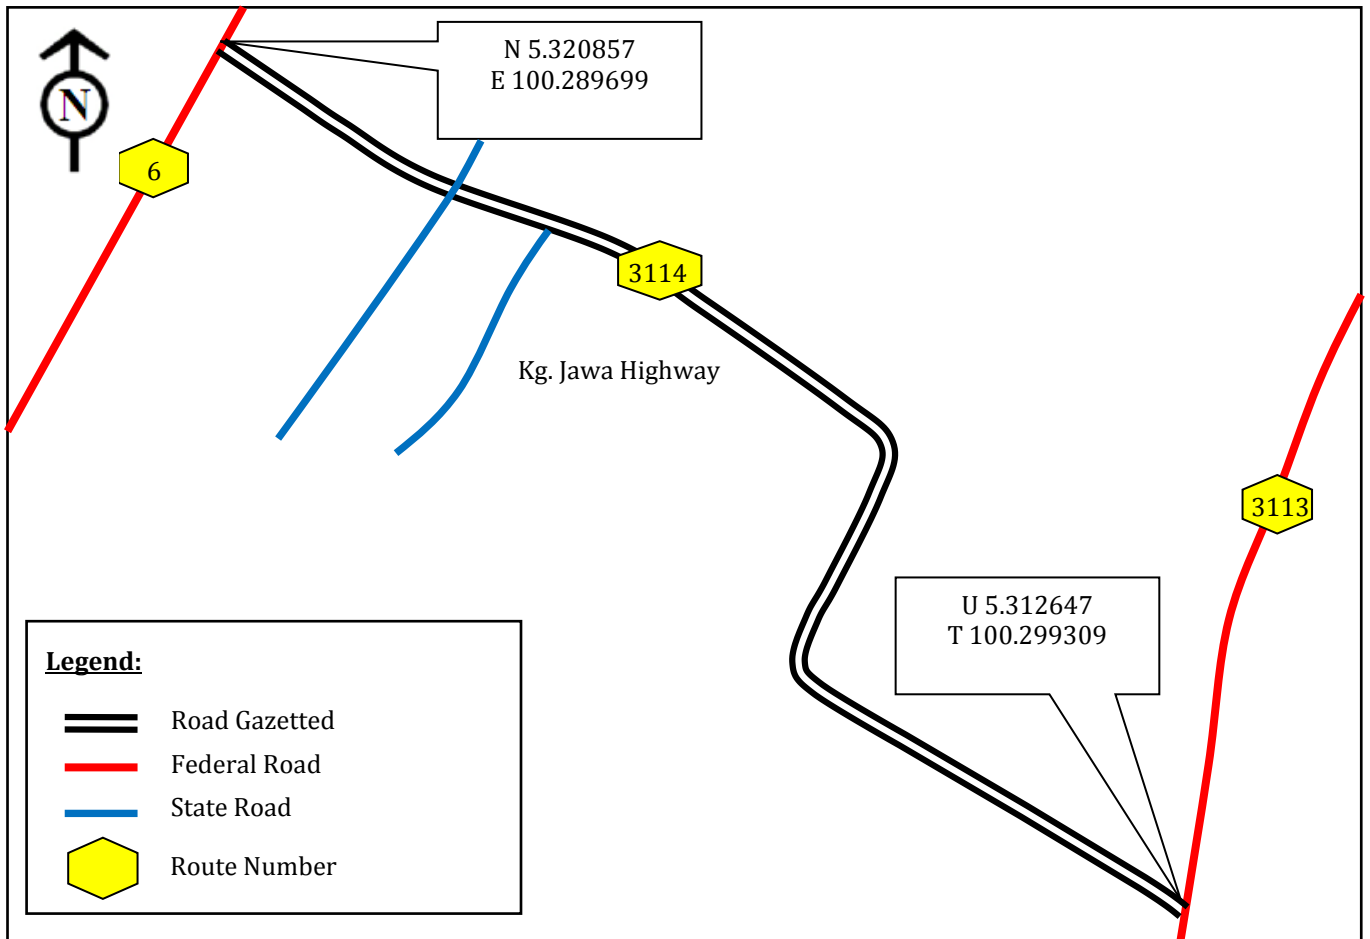 N 5.320857
E 100.289699
N
6
3114
Kg. Jawa Highway
3113
U 5.312647
T 100.299309
Legend:
Road Gazetted
Federal Road
State Road
Route Number